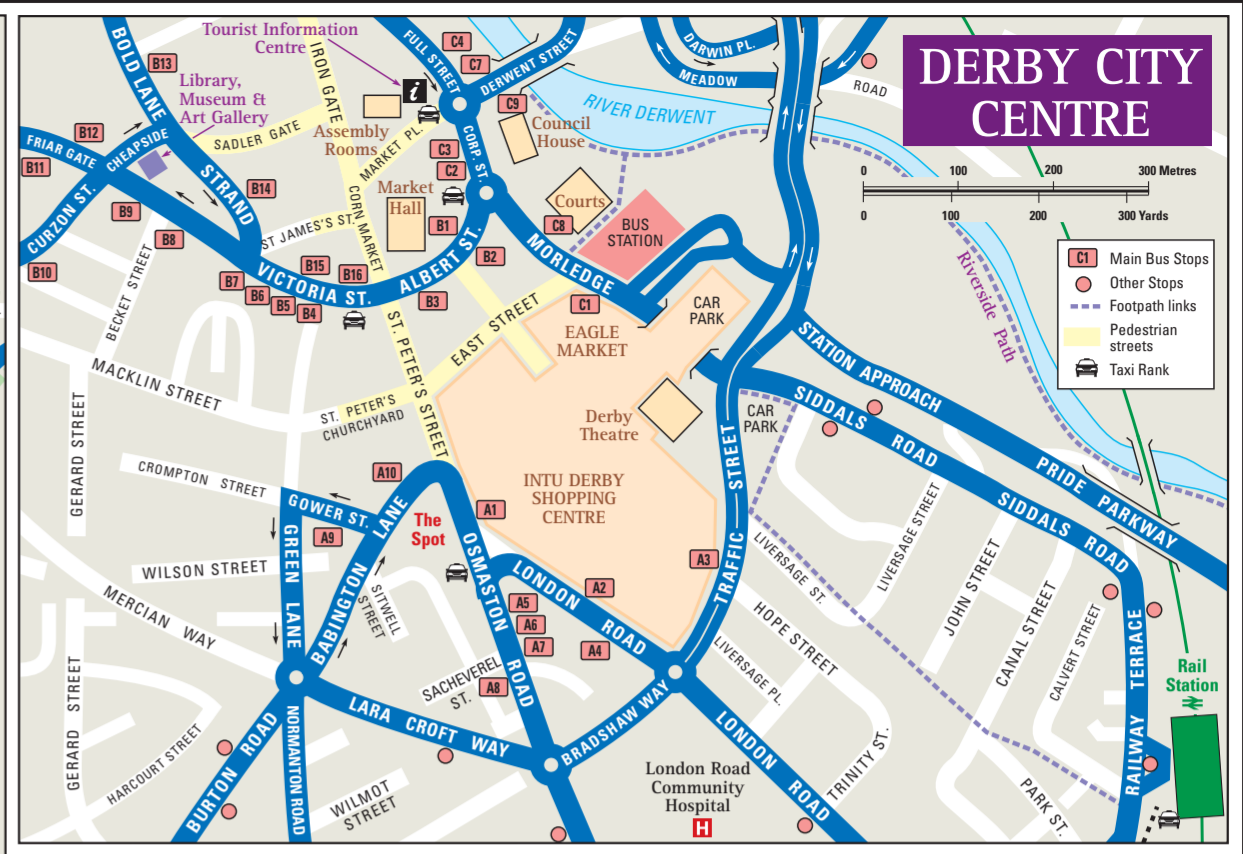 DERBY CITY
CENTRE
0 100 200 300 Metres
0 100 200 300 Yards
C1 Main Bus Stops
Other Stops
Footpath links
Pedestrian
streets
Taxi Rank
Tourist Information
Centre
i
Library,
Museum &
Art Gallery
Assembly
Rooms
Market
Hall
Council
House
Courts
BUS
STATION
RIVER DERWENT
Riverside Path
CAR
PARK
EAGLE
MARKET
Derby
Theatre
CAR
PARK
INTU DERBY
SHOPPING
CENTRE
The
Spot
London Road
Community
Hospital
H
Rail
Station
BOLD LANE
IRON GATE
FULL STREET
DERWENT STREET
DARWIN PL.
MEADOW
ROAD
SADLER GATE
MARKET PL.
CORP. ST.
FRIAR GATE
CHEAPSIDE
STRAND
CURZON ST.
ST JAMES'S ST.
CORN MARKET
VICTORIA ST.
ALBERT ST.
MORLEDGE
BECKET STREET
MACKLIN STREET
ST. PETER'S
CHURCHYARD
ST. PETER'S STREET
EAST STREET
GERARD STREET
CROMPTON STREET
GOWER ST.
GREEN LANE
BABINGTON LANE
WILSON STREET
SITWELL
STREET
MERCIAN WAY
OSMASTON ROAD
LONDON ROAD
TRAFFIC STREET
STATION APPROACH
PRIDE PARKWAY
SIDDALS ROAD
SIDDALS ROAD
LIVERSAGE STREET
LIVERSAGE ST.
HOPE STREET
LIVERSAGE PL.
JOHN STREET
CANAL STREET
CALVERT STREET
RAILWAY TERRACE
SACHEVEREL
ST.
LARA CROFT WAY
BRADSHAW WAY
LONDON ROAD
TRINITY ST.
PARK ST.
GERARD STREET
HARCOURT STREET
BURTON ROAD
NORMANTON ROAD
WILMOT
STREET
A1
A2
A3
A4
A5
A6
A7
A8
A9
A10
B1
B2
B3
B4
B5
B6
B7
B8
B9
B10
B11
B12
B13
B14
B15
B16
C1
C2
C3
C4
C7
C8
C9